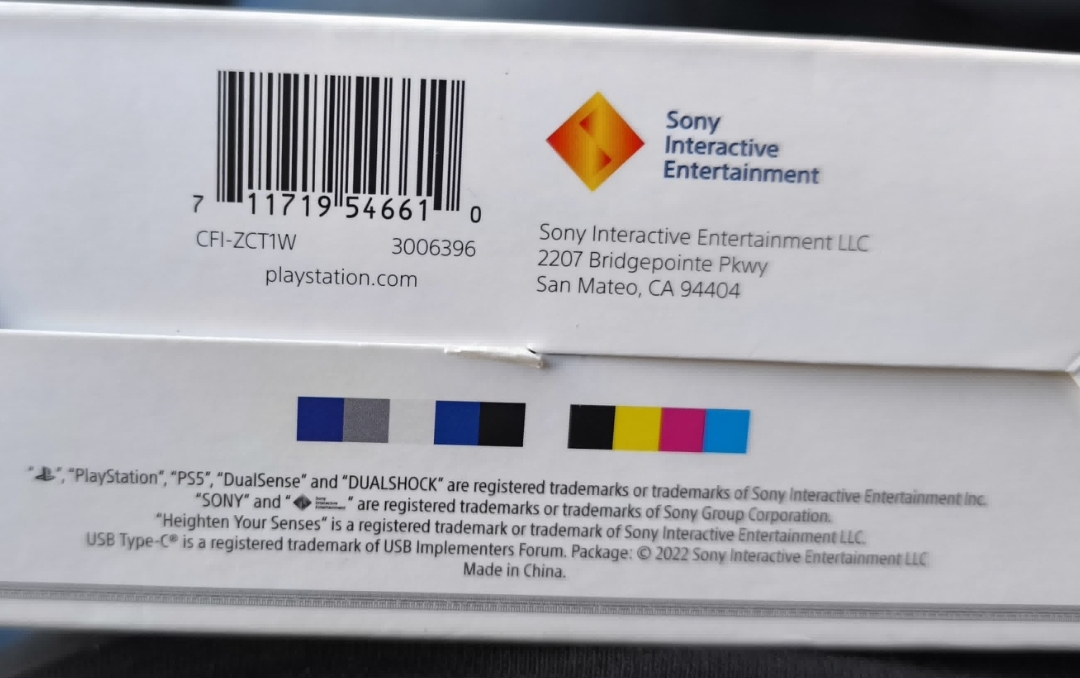 7 11719 54661 0
CFI-ZCT1W 3006396
playstation.com
Sony
Interactive
Entertainment
Sony Interactive Entertainment LLC
2207 Bridgepointe Pkwy
San Mateo, CA 94404
" ", "PlayStation", "PS5", "DualSense" and "DUALSHOCK" are registered trademarks or trademarks of Sony Interactive Entertainment Inc.
"SONY" and " " are registered trademarks or trademarks of Sony Group Corporation.
"Heighten Your Senses" is a registered trademark or trademark of Sony Interactive Entertainment LLC.
USB Type-C® is a registered trademark of USB Implementers Forum. Package: © 2022 Sony Interactive Entertainment LLC
Made in China.